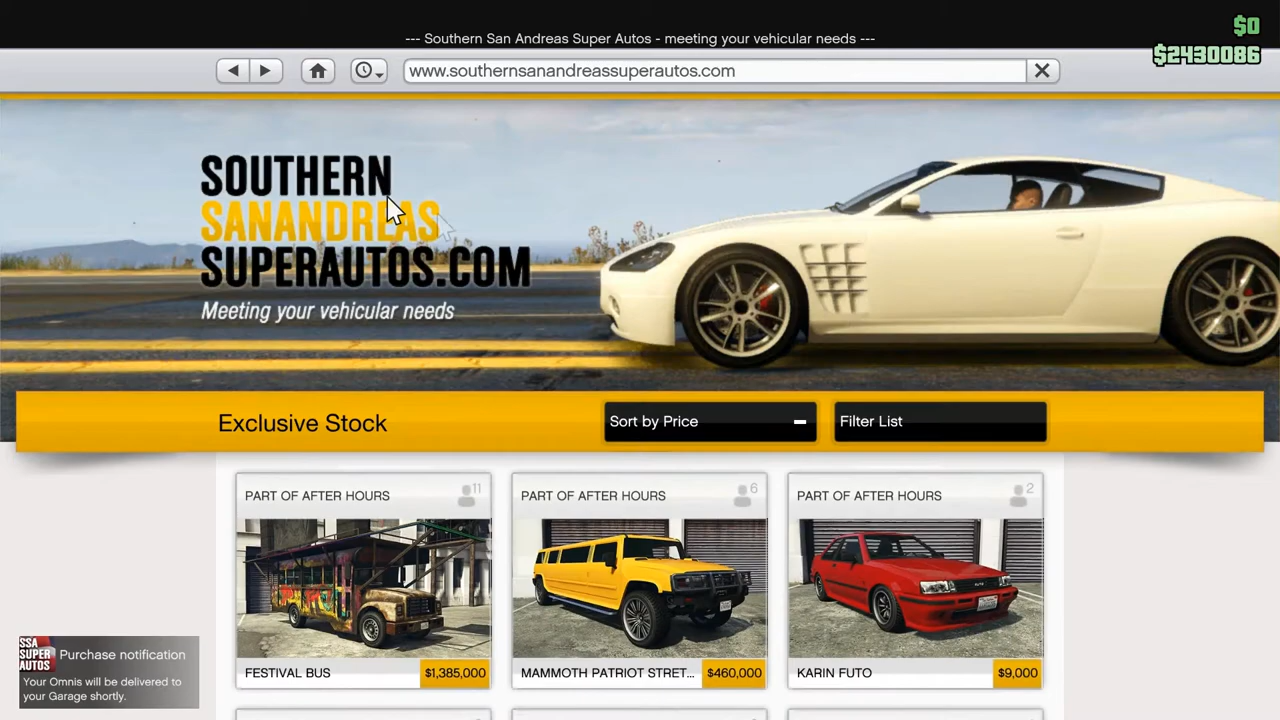 --- Southern San Andreas Super Autos - meeting your vehicular needs ---
$0
$2430086
www.southernsanandreassuperautos.com
SOUTHERN
SANANDREAS
SUPERAUTOS.COM
Meeting your vehicular needs
Exclusive Stock
Sort by Price
Filter List
PART OF AFTER HOURS 11
PART OF AFTER HOURS 6
PART OF AFTER HOURS 2
FESTIVAL BUS $1,385,000
MAMMOTH PATRIOT STRET... $460,000
KARIN FUTO $9,000
SSA
SUPER
AUTOS
Purchase notification
Your Omnis will be delivered to
your Garage shortly.